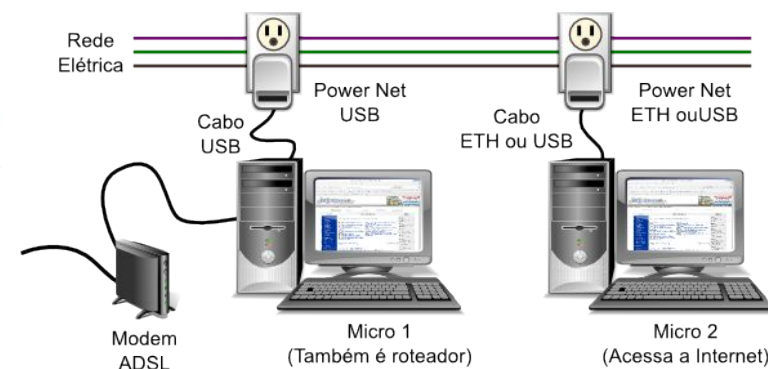 Rede
Elétrica
Power Net
USB
Power Net
ETH ouUSB
Cabo
USB
Cabo
ETH ou USB
Modem
ADSL
Micro 1
(Também é roteador)
Micro 2
(Acessa a Internet)